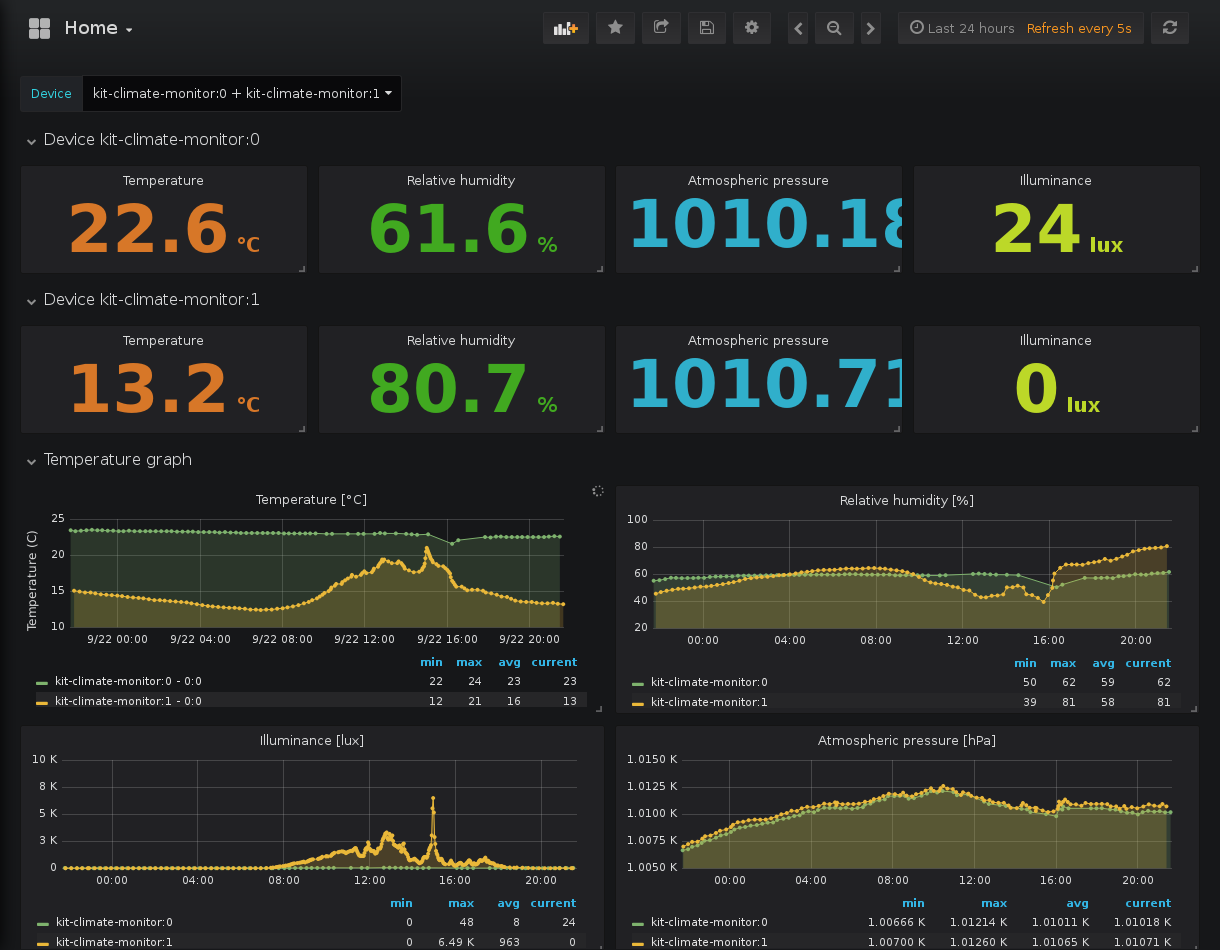 Home
Last 24 hours Refresh every 5s
Device kit-climate-monitor:0 + kit-climate-monitor:1
Device kit-climate-monitor:0
Temperature Relative humidity Atmospheric pressure Illuminance
22.6 °C 61.6 % 1010.18 24 lux
Device kit-climate-monitor:1
Temperature Relative humidity Atmospheric pressure Illuminance
13.2 °C 80.7 % 1010.71 0 lux
Temperature graph
Temperature [°C]
Temperature (C)
25
20
15
10
9/22 00:00 9/22 04:00 9/22 08:00 9/22 12:00 9/22 16:00 9/22 20:00
min max avg current
kit-climate-monitor:0 - 0:0 22 24 23 23
kit-climate-monitor:1 - 0:0 12 21 16 13
Relative humidity [%]
100
80
60
40
20
00:00 04:00 08:00 12:00 16:00 20:00
min max avg current
kit-climate-monitor:0 50 62 59 62
kit-climate-monitor:1 39 81 58 81
Illuminance [lux]
10 K
8 K
5 K
3 K
0
00:00 04:00 08:00 12:00 16:00 20:00
min max avg current
kit-climate-monitor:0 0 48 8 24
kit-climate-monitor:1 0 6.49 K 963 0
Atmospheric pressure [hPa]
1.0150 K
1.0125 K
1.0100 K
1.0075 K
1.0050 K
00:00 04:00 08:00 12:00 16:00 20:00
min max avg current
kit-climate-monitor:0 1.00666 K 1.01214 K 1.01011 K 1.01018 K
kit-climate-monitor:1 1.00700 K 1.01260 K 1.01065 K 1.01071 K